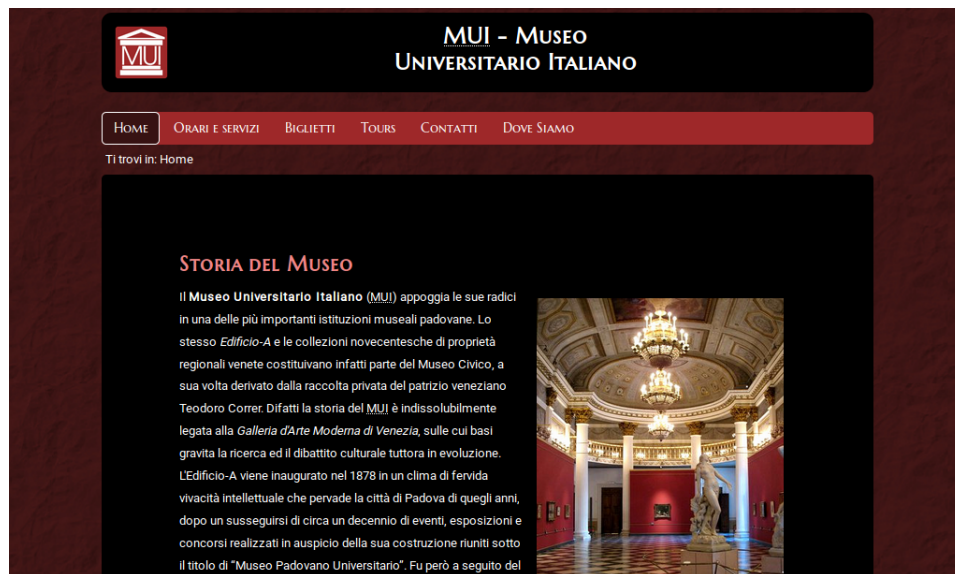 MUI
MUI - Museo
Universitario Italiano
Home Orari e servizi Biglietti Tours Contatti Dove Siamo
Ti trovi in: Home
Storia del Museo
Il Museo Universitario Italiano (MUI) appoggia le sue radici
in una delle più importanti istituzioni museali padovane. Lo
stesso Edificio-A e le collezioni novecentesche di proprietà
regionali venete costituivano infatti parte del Museo Civico, a
sua volta derivato dalla raccolta privata del patrizio veneziano
Teodoro Correr. Difatti la storia del MUI è indissolubilmente
legata alla Galleria d'Arte Moderna di Venezia, sulle cui basi
gravita la ricerca ed il dibattito culturale tuttora in evoluzione.
L'Edificio-A viene inaugurato nel 1878 in un clima di fervida
vivacità intellettuale che pervade la città di Padova di quegli anni,
dopo un susseguirsi di circa un decennio di eventi, esposizioni e
concorsi realizzati in auspicio della sua costruzione riuniti sotto
il titolo di “Museo Padovano Universitario”. Fu però a seguito del